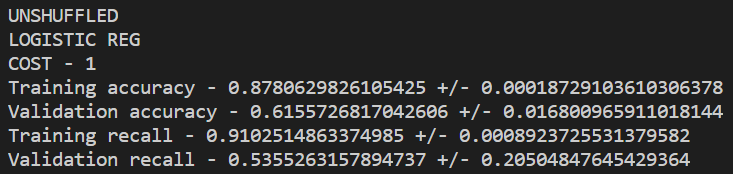 UNSHUFFLED
LOGISTIC REG
COST - 1
Training accuracy - 0.8780629826105425 +/- 0.00018729103610306378
Validation accuracy - 0.6155726817042606 +/- 0.016800965911018144
Training recall - 0.9102514863374985 +/- 0.0008923725531379582
Validation recall - 0.5355263157894737 +/- 0.20504847645429364